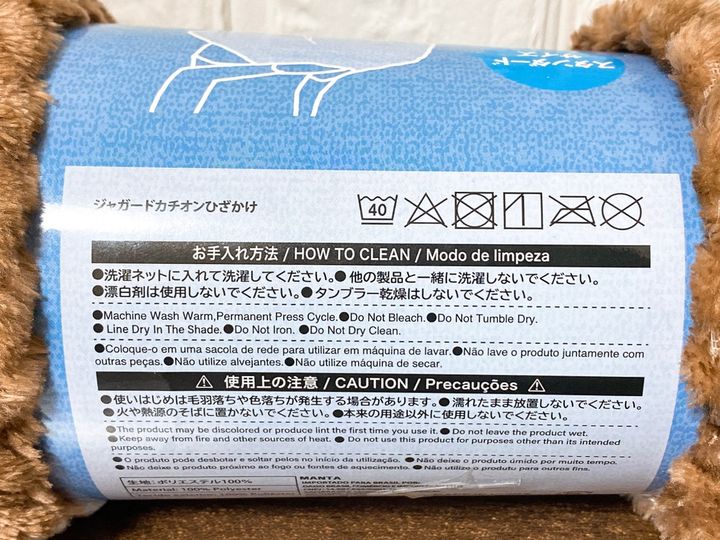 スタンダード
サイズ
ジャガードカチオンひざかけ
40
お手入れ方法 / HOW TO CLEAN / Modo de limpeza
●洗濯ネットに入れて洗濯してください。● 他の製品と一緒に洗濯しないでください。
●漂白剤は使用しないでください。● タンブラー乾燥はしないでください。
●Machine Wash Warm,Permanent Press Cycle. ●Do Not Bleach. ●Do Not Tumble Dry.
● Line Dry In The Shade. ●Do Not Iron. ●Do Not Dry Clean.
●Coloque-o em uma sacola de rede para utilizar em máquina de lavar. ●Não lave o produto juntamente com
outras peças. ●Não utilize alvejantes. ●Não utilize máquina de secar.
⚠ 使用上の注意 / CAUTION / Precauções ⚠
●使いはじめは毛羽落ちや色落ちが発生する場合があります。● 濡れたまま放置しないでください。
● 火や熱源のそばに置かないでください。●本来の用途以外に使用しないでください。
●The product may be discolored or produce lint the first time you use it. ● Do not leave the product wet.
●Keep away from fire and other sources of heat. ● Do not use this product for purposes other than its intended
purposes.
● O produto pode desbotar e soltar pelos no início da utilização. ● Não deixe o produto úmido por muito tempo.
● Não deixe o produto próximo ao fogo ou fontes de aquecimento. ● Não utilize o produto para outros fins.
生地: ポリエステル100%
Material: 100% Polyester
MANTA
IMPORTADO PARA BRASIL POR: